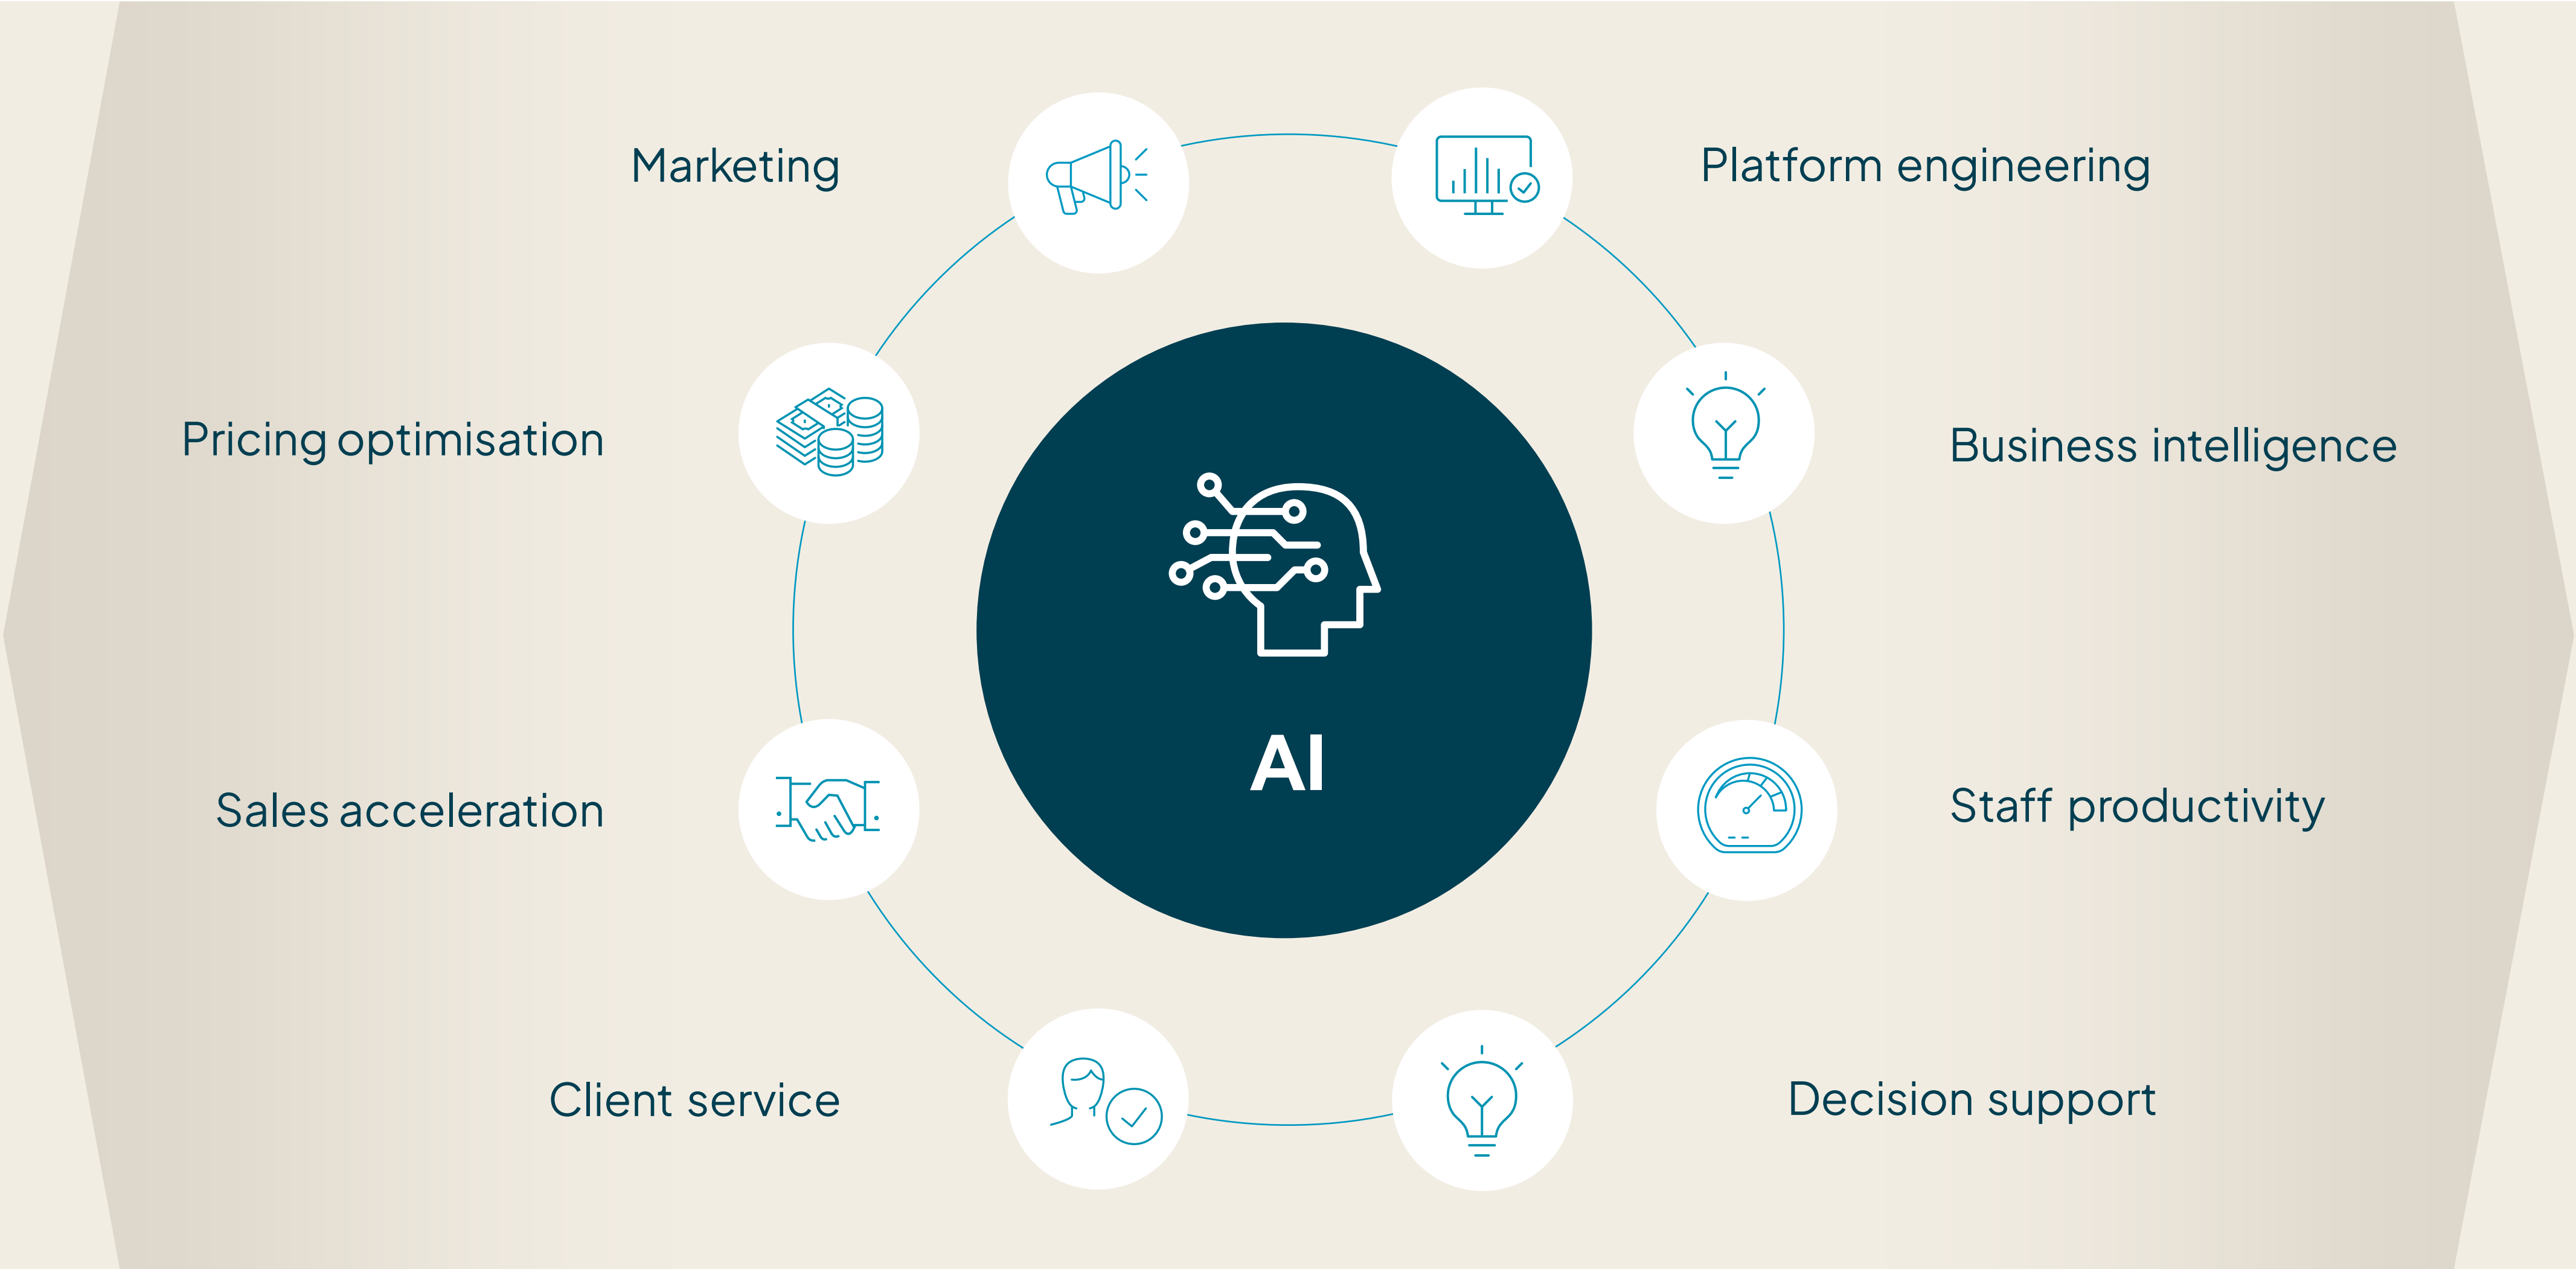 Marketing
Platform engineering
Pricing optimisation
Business intelligence
AI
Sales acceleration
Staff productivity
Client service
Decision support